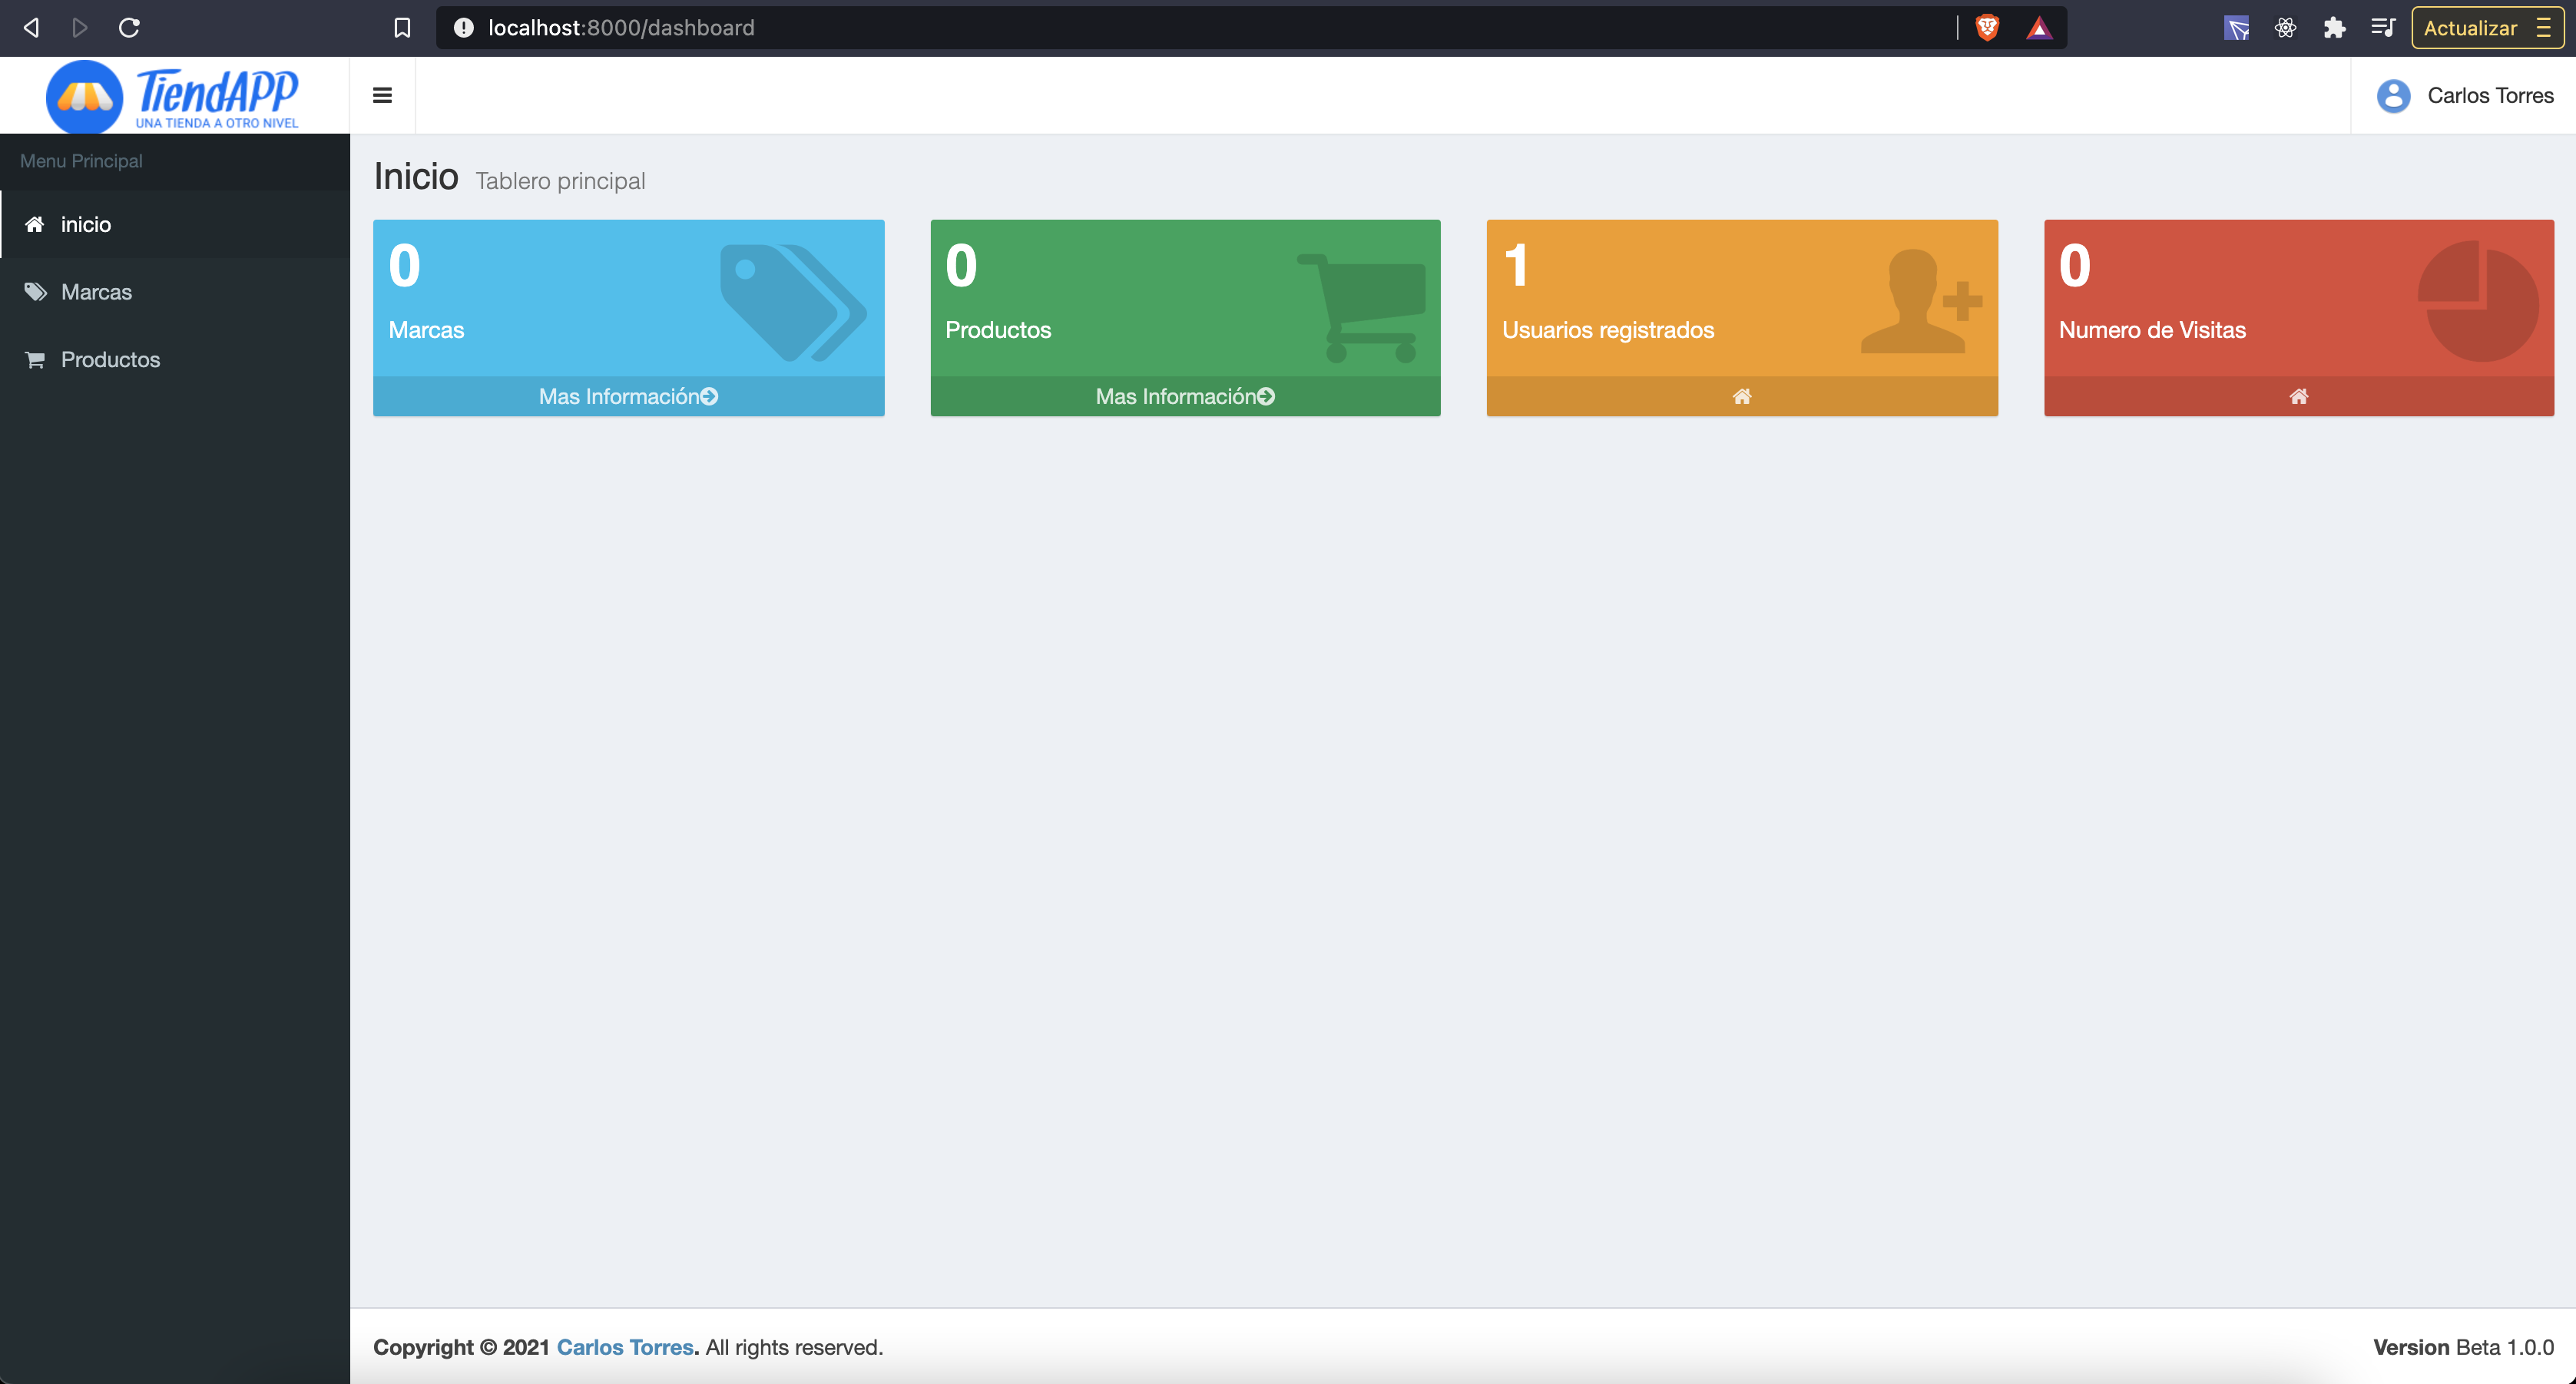 localhost:8000/dashboard
Actualizar
TiendAPP
UNA TIENDA A OTRO NIVEL
Carlos Torres
Menu Principal
inicio
Marcas
Productos
Inicio Tablero principal
0
Marcas
Mas Información
0
Productos
Mas Información
1
Usuarios registrados
0
Numero de Visitas
Copyright © 2021 Carlos Torres. All rights reserved.
Version Beta 1.0.0